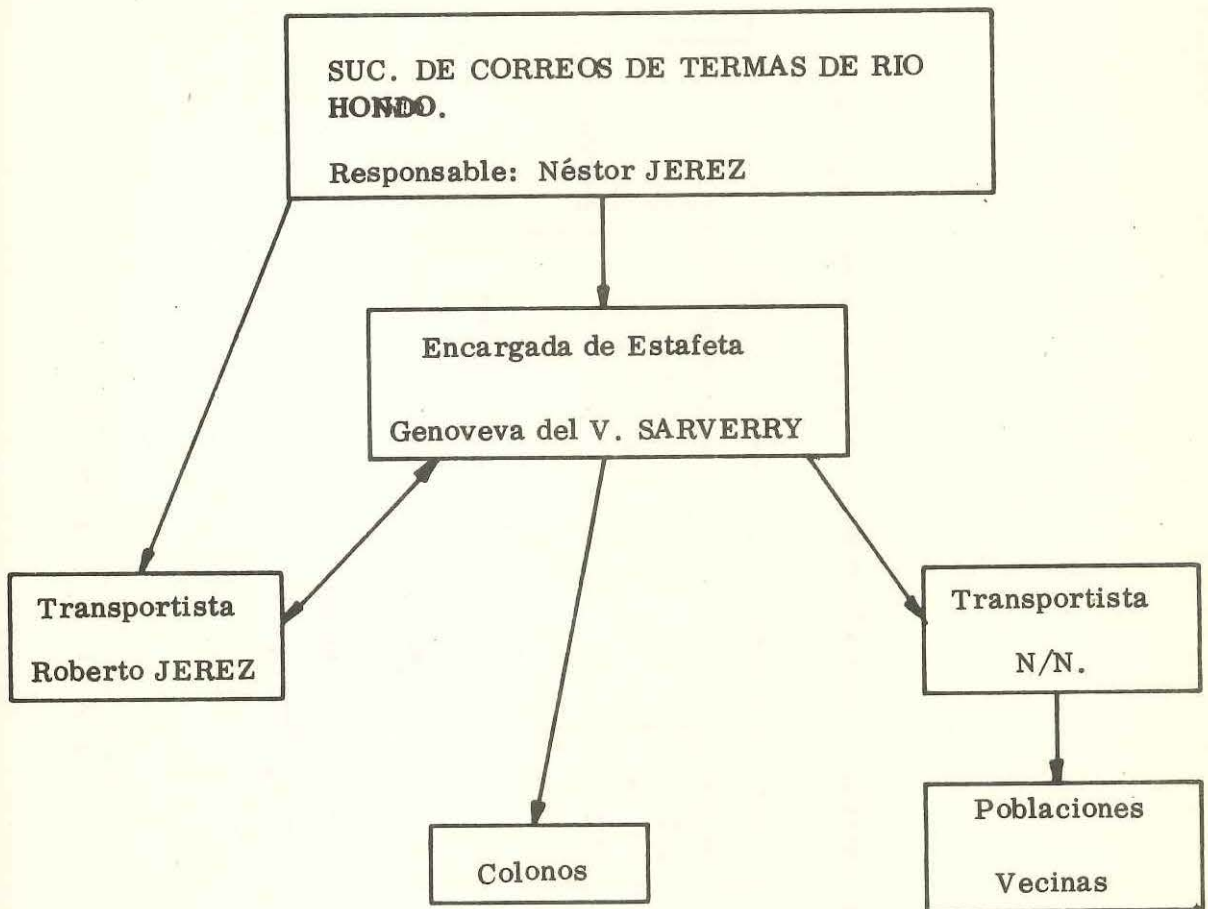 SUC. DE CORREOS DE TERMAS DE RIO
HONDO.
Responsable: Néstor JEREZ
Encargada de Estafeta
Genoveva del V. SARVERRY
Transportista
Roberto JEREZ
Transportista
N/N.
Colonos
Poblaciones
Vecinas